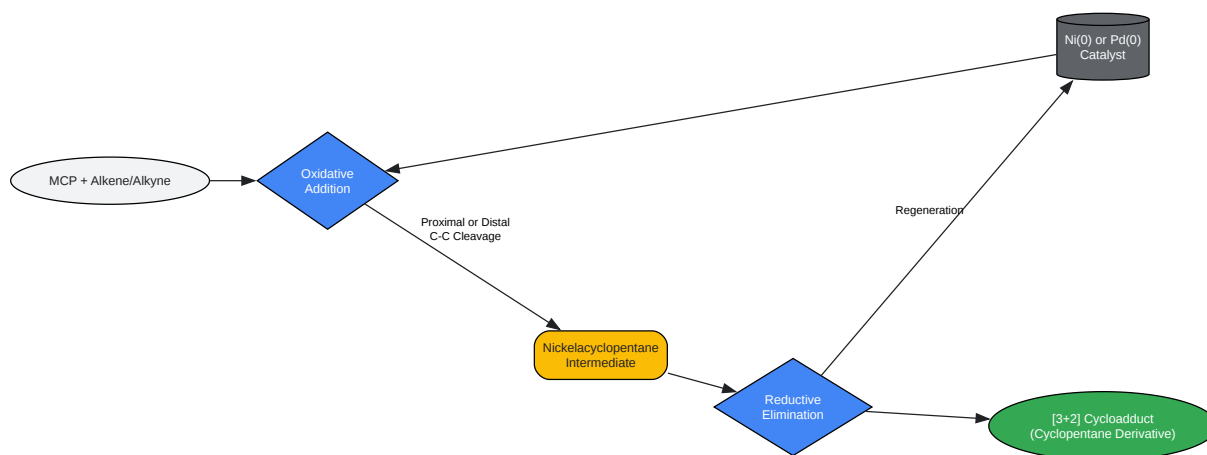 Ni(0) or Pd(0)
Catalyst
MCP + Alkene/Alkyne
Oxidative
Addition
Proximal or Distal
C-C Cleavage
Regeneration
Nickelacyclopentane
Intermediate
Reductive
Elimination
[3+2] Cycloadduct
(Cyclopentane Derivative)